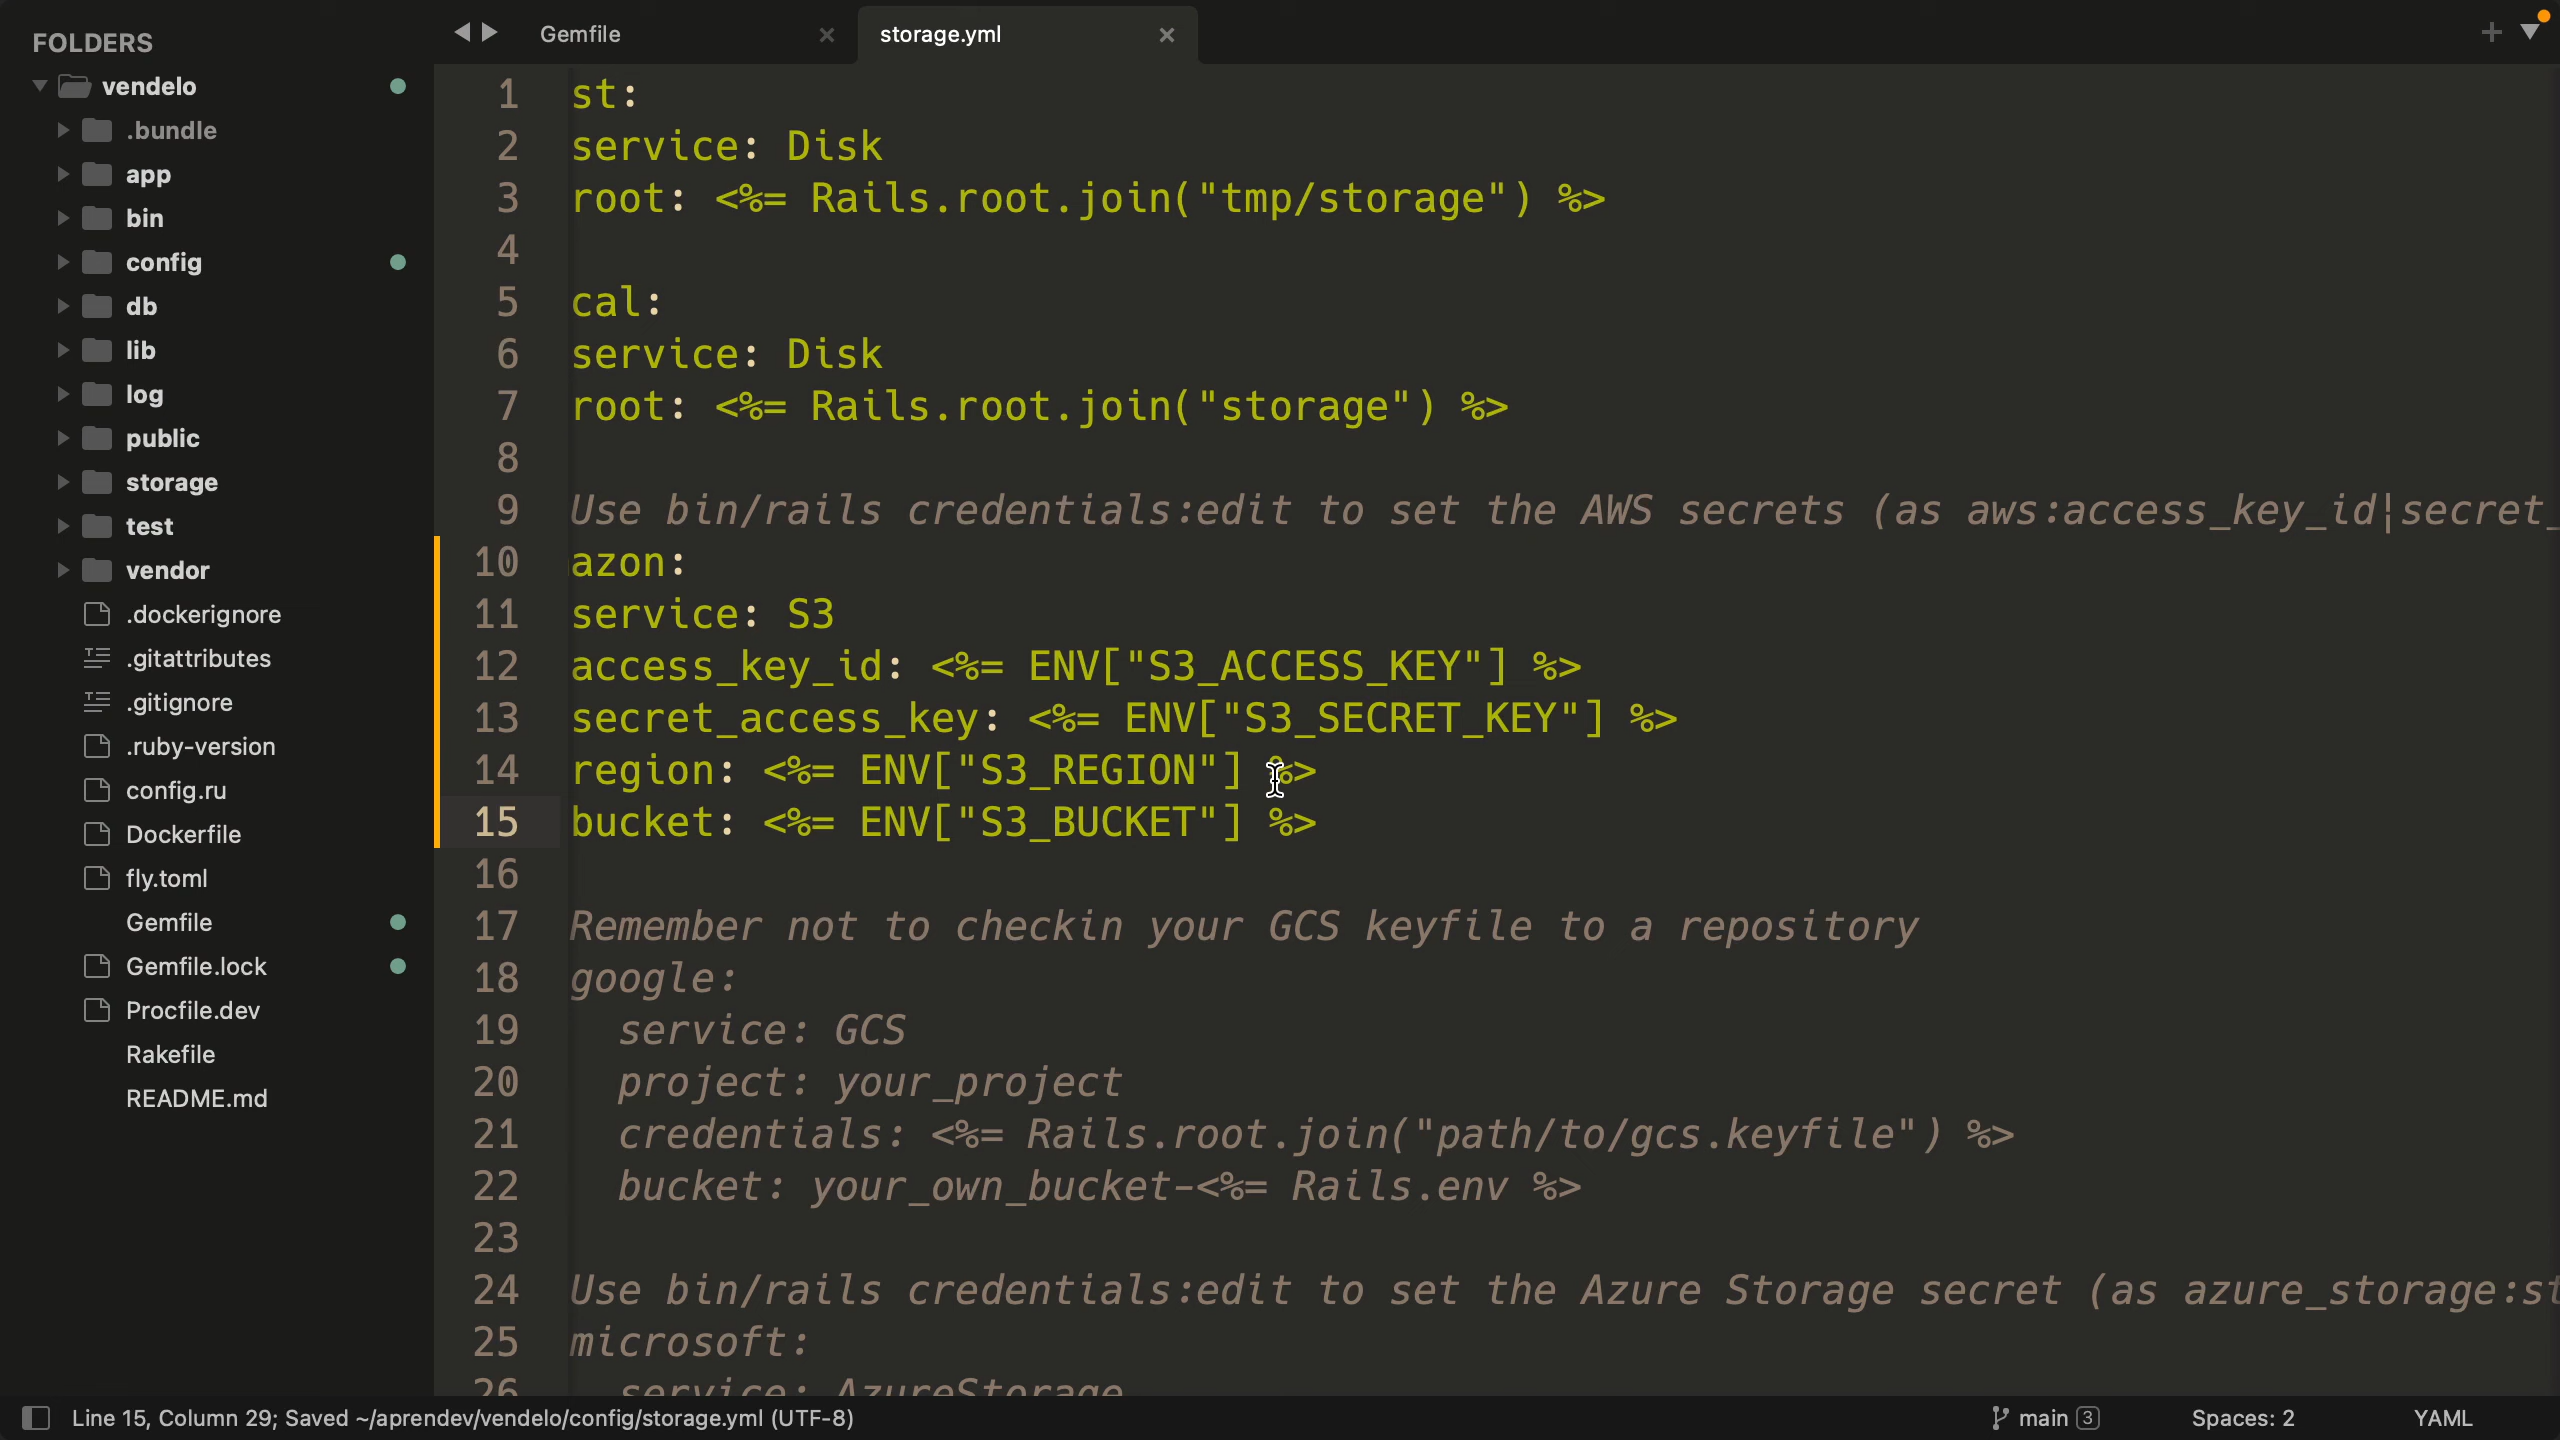 FOLDERS
vendelo
.bundle
app
bin
config
db
lib
log
public
storage
test
vendor
.dockerignore
.gitattributes
.gitignore
.ruby-version
config.ru
Dockerfile
fly.toml
Gemfile
Gemfile.lock
Procfile.dev
Rakefile
README.md
Gemfile
storage.yml
1 st:
2 service: Disk
3 root: <%= Rails.root.join("tmp/storage") %>
4
5 cal:
6 service: Disk
7 root: <%= Rails.root.join("storage") %>
8
9 Use bin/rails credentials:edit to set the AWS secrets (as aws:access_key_id|secret_
10 azon:
11 service: S3
12 access_key_id: <%= ENV["S3_ACCESS_KEY"] %>
13 secret_access_key: <%= ENV["S3_SECRET_KEY"] %>
14 region: <%= ENV["S3_REGION"] %>
15 bucket: <%= ENV["S3_BUCKET"] %>
16
17 Remember not to checkin your GCS keyfile to a repository
18 google:
19 service: GCS
20 project: your_project
21 credentials: <%= Rails.root.join("path/to/gcs.keyfile") %>
22 bucket: your_own_bucket-<%= Rails.env %>
23
24 Use bin/rails credentials:edit to set the Azure Storage secret (as azure_storage:st
25 microsoft:
26 service: AzureStorage
Line 15, Column 29; Saved ~/aprendev/vendelo/config/storage.yml (UTF-8)
main 3
Spaces: 2
YAML